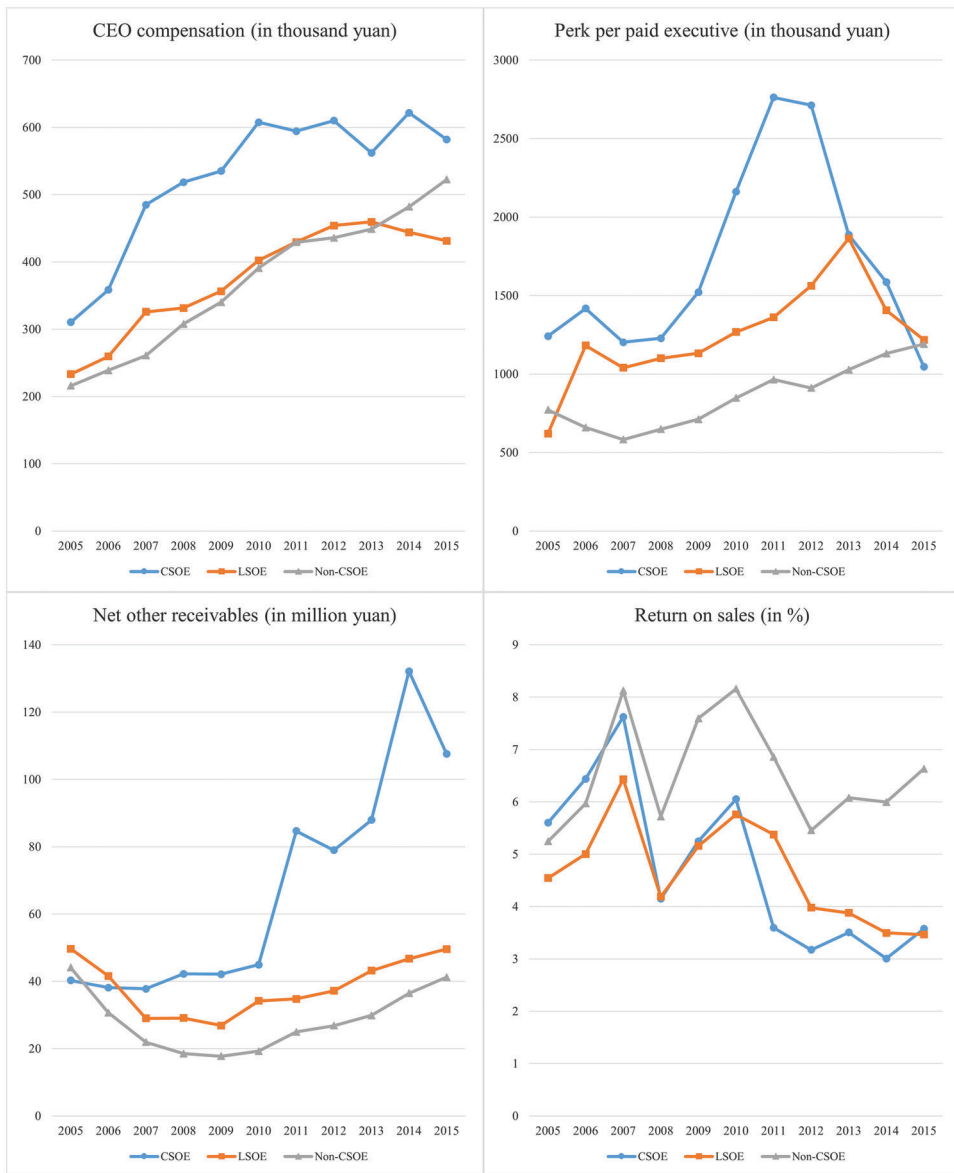 CEO compensation (in thousand yuan)
700
600
500
400
300
200
100
0
2005 2006 2007 2008 2009 2010 2011 2012 2013 2014 2015
CSOE LSOE Non-CSOE
Perk per paid executive (in thousand yuan)
3000
2500
2000
1500
1000
500
0
2005 2006 2007 2008 2009 2010 2011 2012 2013 2014 2015
CSOE LSOE Non-CSOE
Net other receivables (in million yuan)
140
120
100
80
60
40
20
0
2005 2006 2007 2008 2009 2010 2011 2012 2013 2014 2015
CSOE LSOE Non-CSOE
Return on sales (in %)
9
8
7
6
5
4
3
2
1
0
2005 2006 2007 2008 2009 2010 2011 2012 2013 2014 2015
CSOE LSOE Non-CSOE